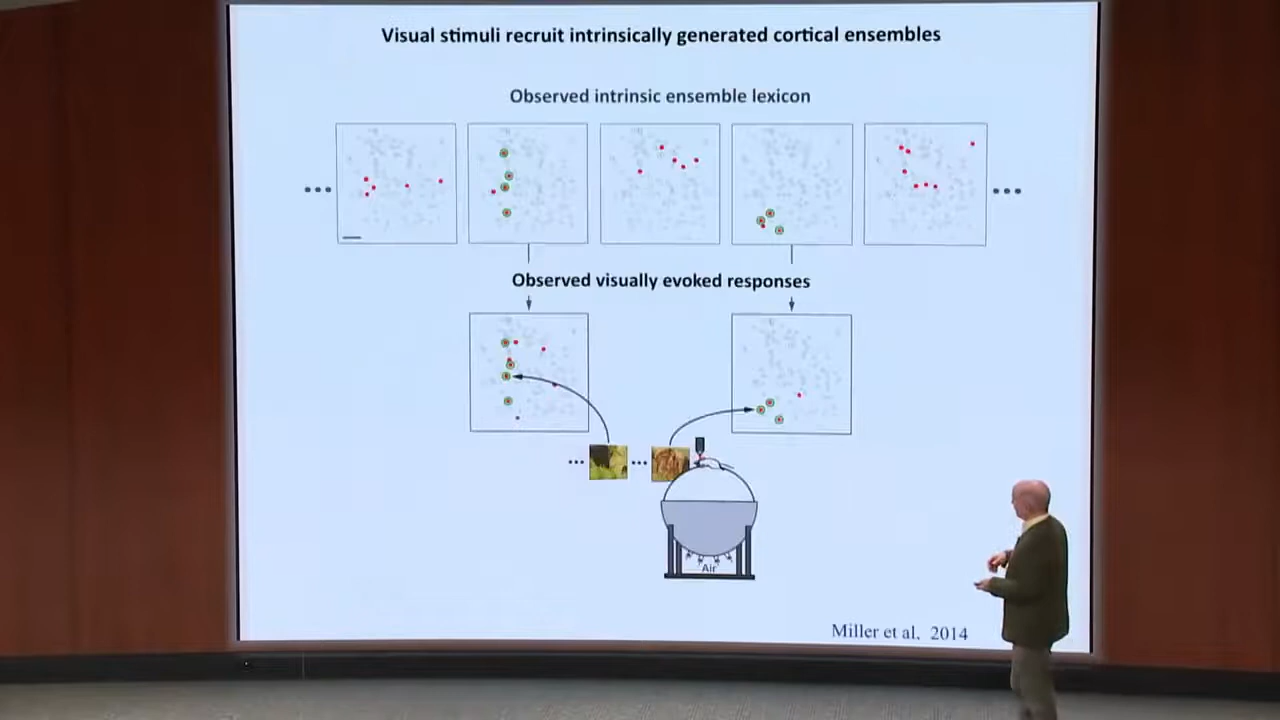 Visual stimuli recruit intrinsically generated cortical ensembles
Observed intrinsic ensemble lexicon
Observed visually evoked responses
Air
Miller et al. 2014